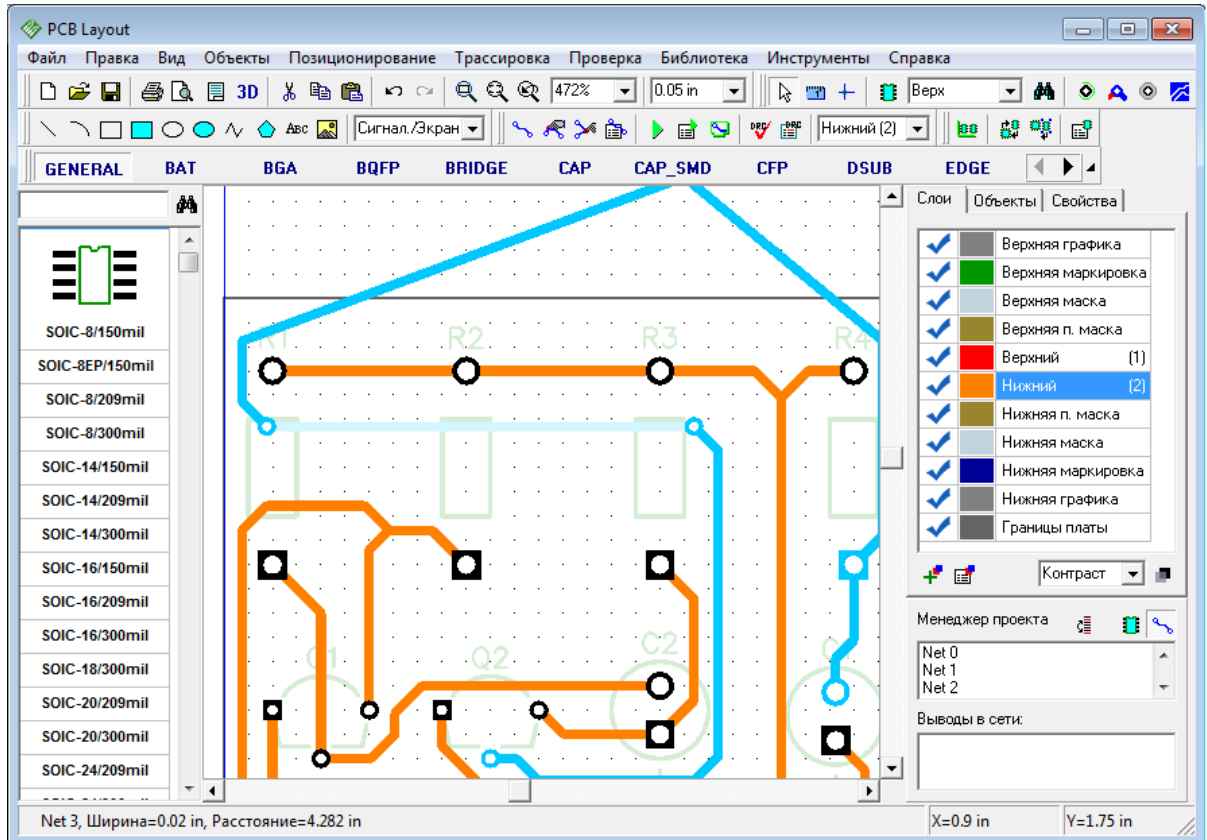 PCB Layout
Файл Правка Вид Объекты Позиционирование Трассировка Проверка Библиотека Инструменты Справка
3D 472% 0.05 in Верх
ABC Сигнал./Экран DRC DRC Нижний (2)
GENERAL BAT BGA BQFP BRIDGE CAP CAP_SMD CFP DSUB EDGE
SOIC-8/150mil
SOIC-8EP/150mil
SOIC-8/209mil
SOIC-8/300mil
SOIC-14/150mil
SOIC-14/209mil
SOIC-14/300mil
SOIC-16/150mil
SOIC-16/209mil
SOIC-16/300mil
SOIC-18/300mil
SOIC-20/209mil
SOIC-20/300mil
SOIC-24/209mil
R1 R2 R3 R4
Q1 Q2 C2
Слои Объекты Свойства
Верхняя графика
Верхняя маркировка
Верхняя маска
Верхняя п. маска
Верхний (1)
Нижний (2)
Нижняя п. маска
Нижняя маска
Нижняя маркировка
Нижняя графика
Границы платы
Контраст
Менеджер проекта
Net 0
Net 1
Net 2
Выводы в сети:
Net 3, Ширина=0.02 in, Расстояние=4.282 in X=0.9 in Y=1.75 in